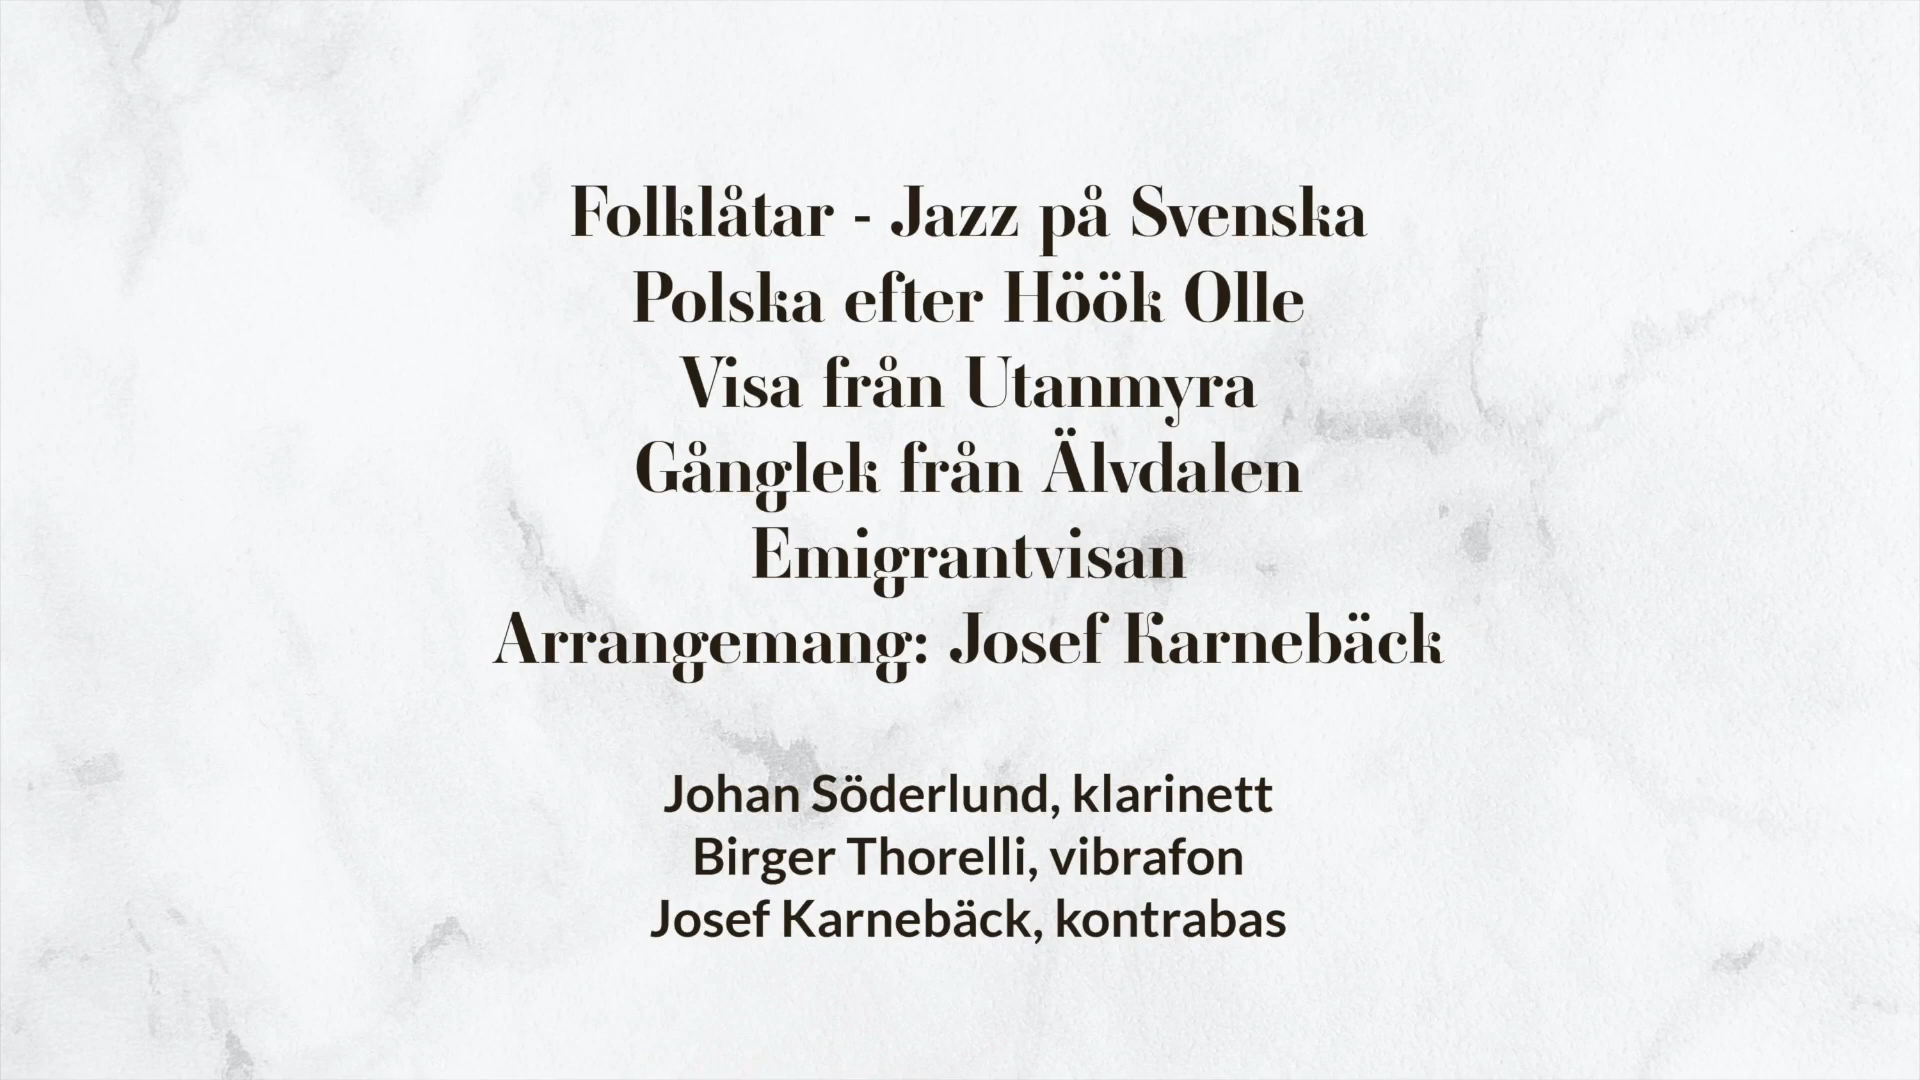 Folklåtar - Jazz på Svenska
Polska efter Höök Olle
Visa från Utanmyra
Gånglek från Älvdalen
Emigrantvisan
Arrangemang: Josef Karnebäck
Johan Söderlund, klarinett
Birger Thorelli, vibrafon
Josef Karnebäck, kontrabas